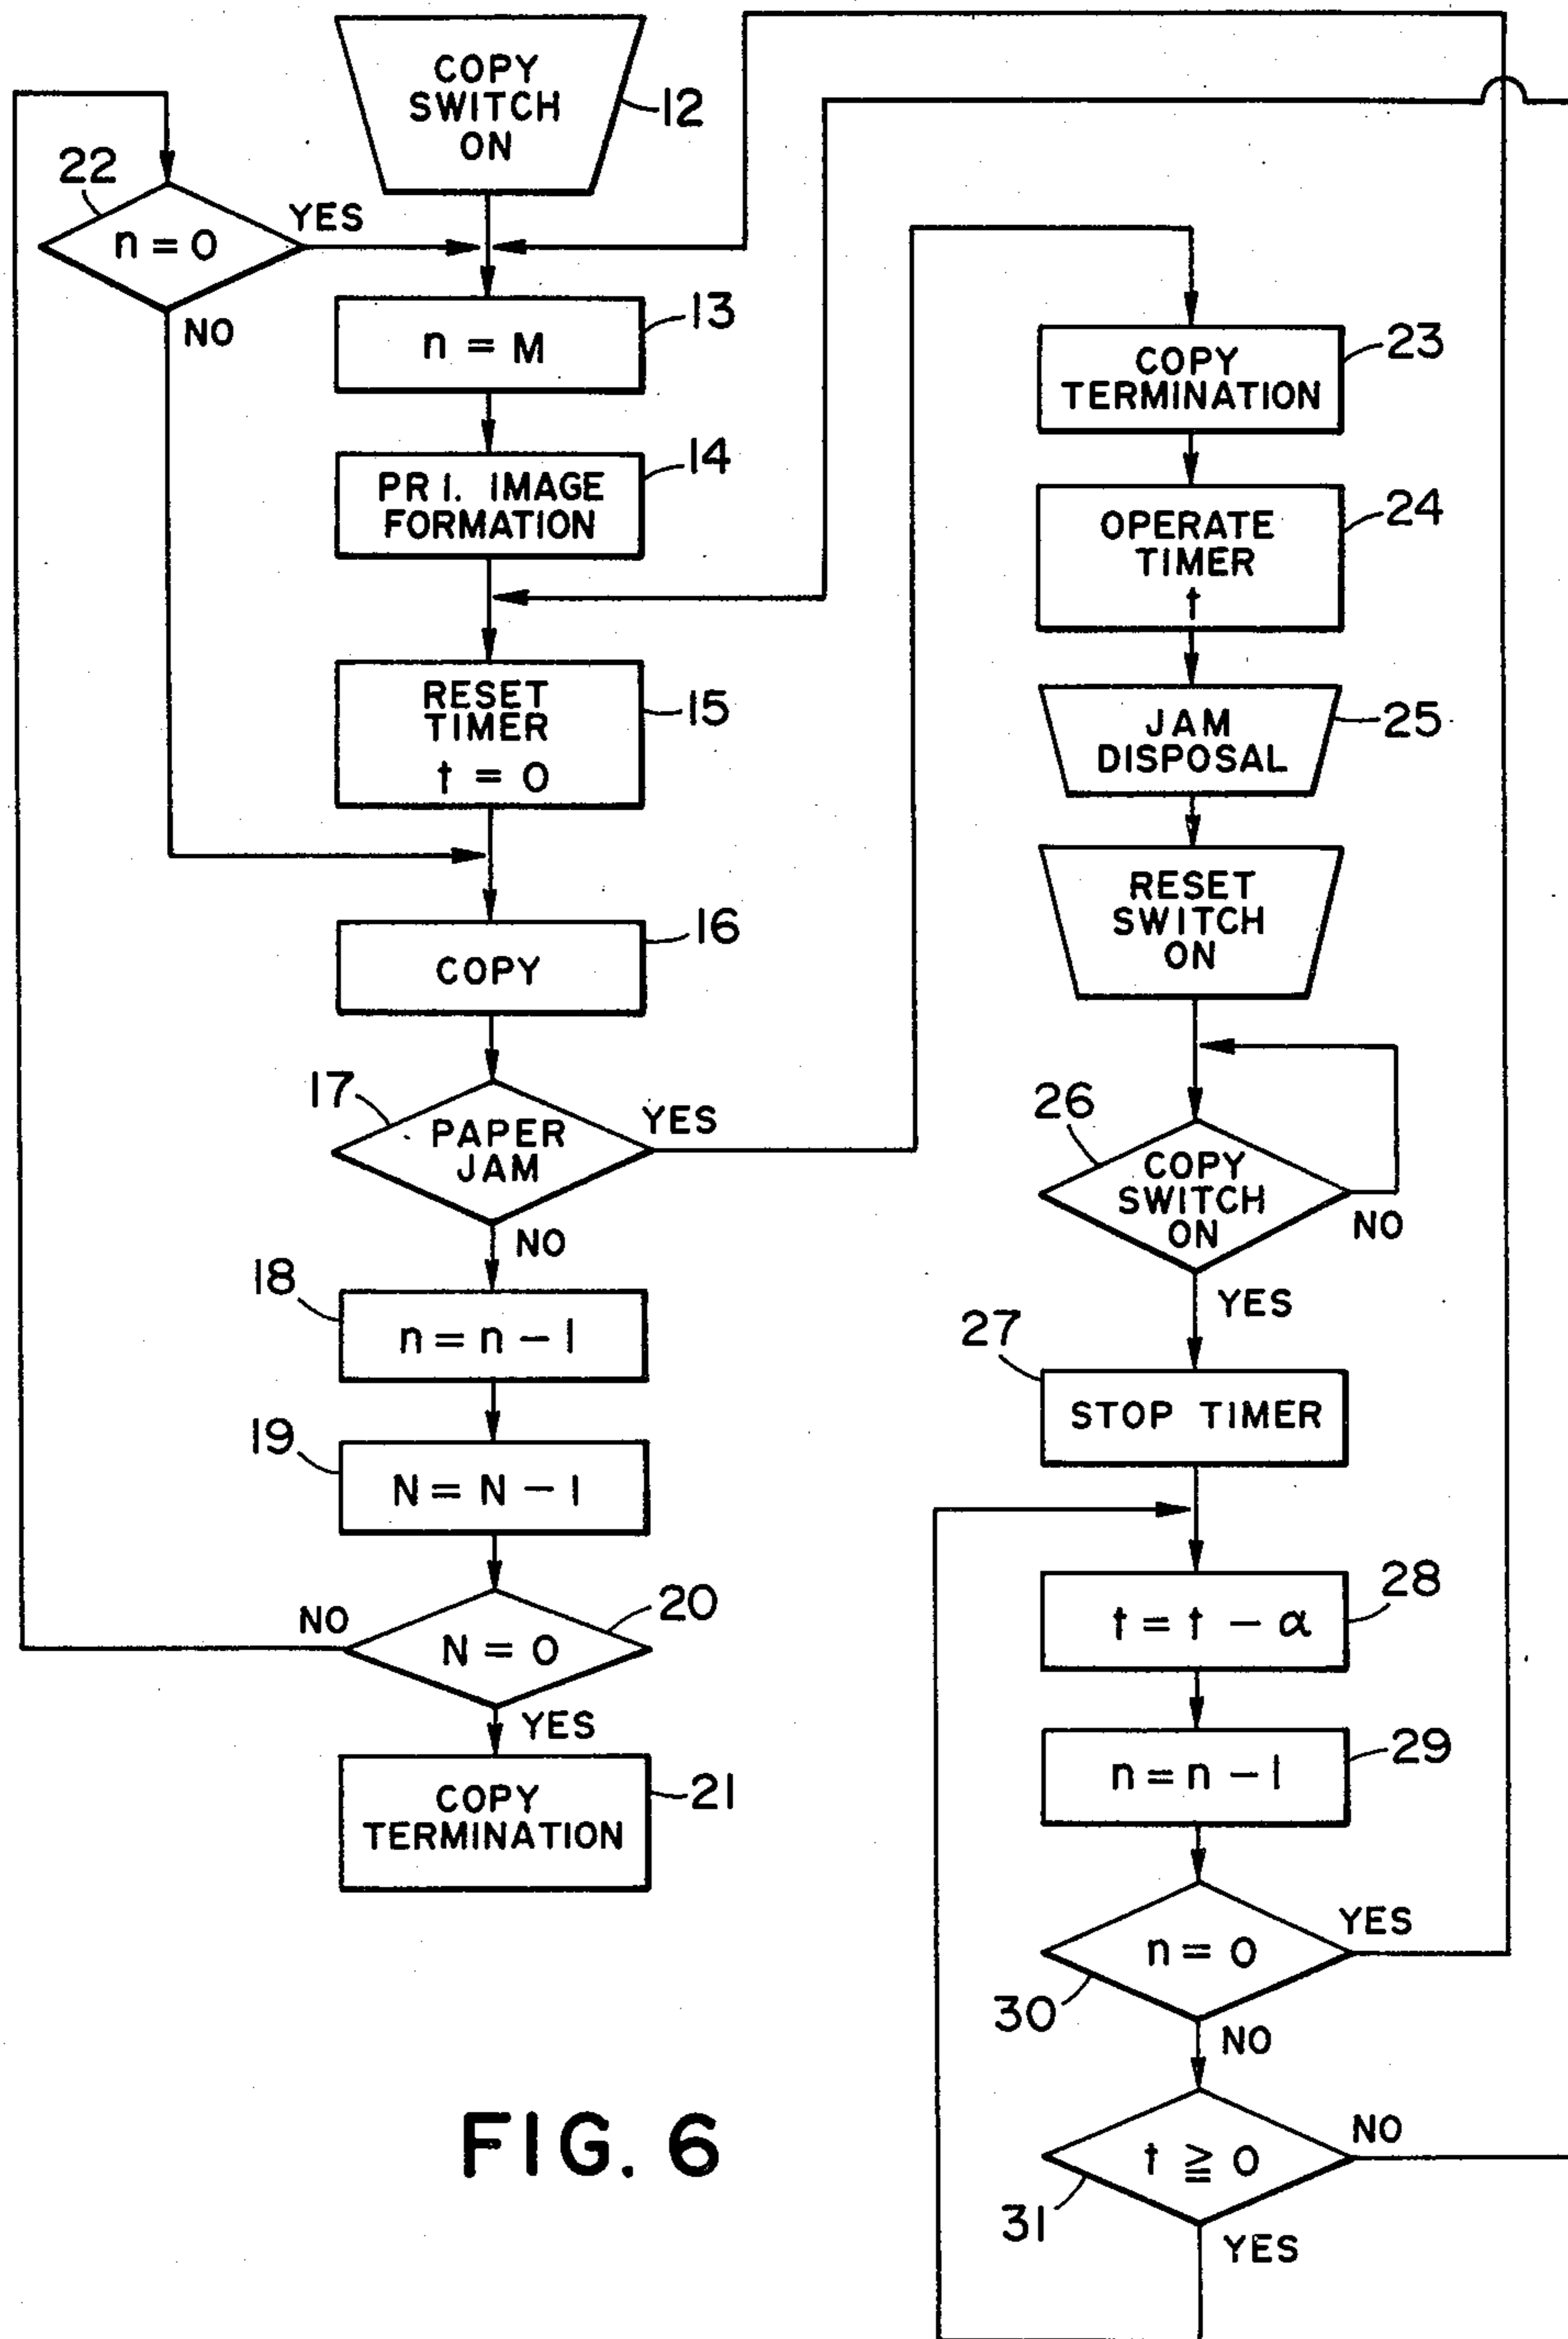 COPY
SWITCH
ON
12
22
n = 0
YES
NO
n = M
13
PRI. IMAGE
FORMATION
14
RESET
TIMER
t = 0
15
COPY
16
17
PAPER
JAM
YES
NO
18
n = n - 1
19
N = N - 1
NO
N = 0
20
YES
COPY
TERMINATION
21
COPY
TERMINATION
23
OPERATE
TIMER
t
24
JAM
DISPOSAL
25
RESET
SWITCH
ON
26
COPY
SWITCH
ON
NO
YES
27
STOP TIMER
t = t - α
28
n = n - 1
29
n = 0
YES
30
NO
t ≧ 0
NO
31
YES
FIG. 6